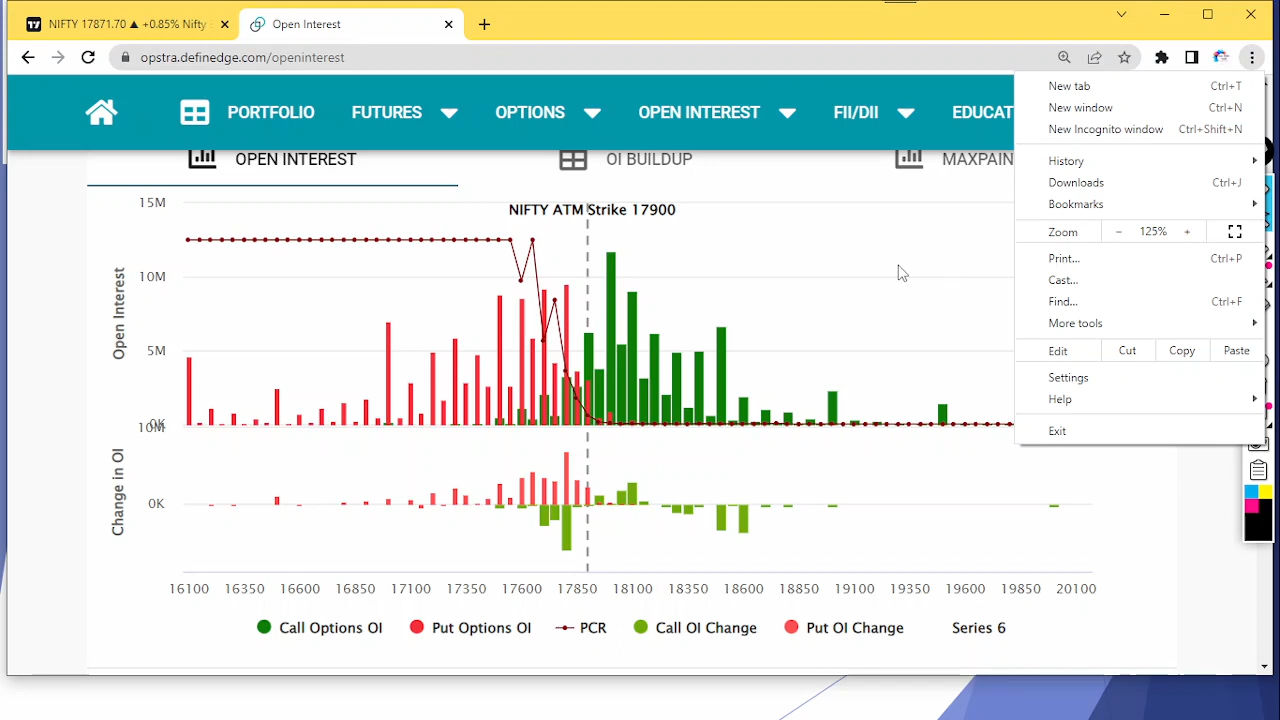 NIFTY 17871.70 ▲ +0.85% Nifty
Open Interest
opstra.definedge.com/openinterest
PORTFOLIO
FUTURES
OPTIONS
OPEN INTEREST
FII/DII
EDUCAT
OPEN INTEREST
OI BUILDUP
MAXPAIN
New tab Ctrl+T
New window Ctrl+N
New Incognito window Ctrl+Shift+N
History
Downloads Ctrl+J
Bookmarks
Zoom − 125% +
Print... Ctrl+P
Cast...
Find... Ctrl+F
More tools
Edit Cut Copy Paste
Settings
Help
Exit
NIFTY ATM Strike 17900
Open Interest
15M
10M
5M
0K
Change in OI
10M
0K
16100 16350 16600 16850 17100 17350 17600 17850 18100 18350 18600 18850 19100 19350 19600 19850 20100
Call Options OI Put Options OI PCR Call OI Change Put OI Change Series 6